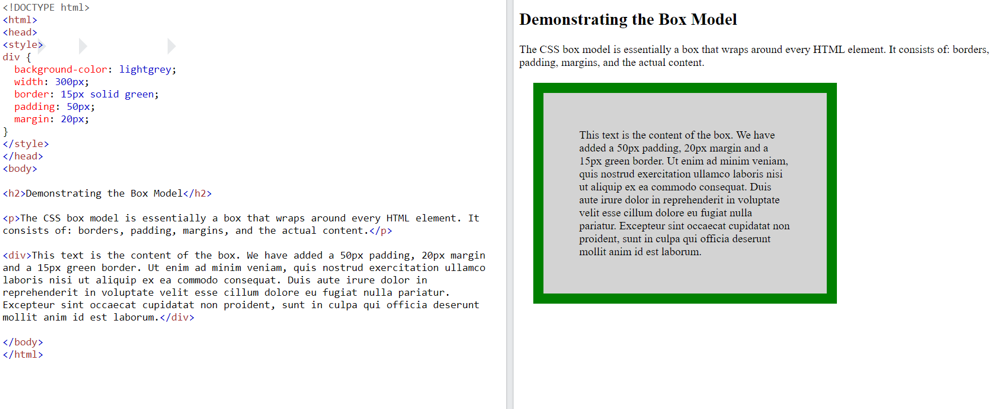 <!DOCTYPE html>
<html>
<head>
<style>
div {
  background-color: lightgrey;
  width: 300px;
  border: 15px solid green;
  padding: 50px;
  margin: 20px;
}
</style>
</head>
<body>
<h2>Demonstrating the Box Model</h2>
<p>The CSS box model is essentially a box that wraps around every HTML element. It
consists of: borders, padding, margins, and the actual content.</p>
<div>This text is the content of the box. We have added a 50px padding, 20px margin
and a 15px green border. Ut enim ad minim veniam, quis nostrud exercitation ullamco
laboris nisi ut aliquip ex ea commodo consequat. Duis aute irure dolor in
reprehenderit in voluptate velit esse cillum dolore eu fugiat nulla pariatur.
Excepteur sint occaecat cupidatat non proident, sunt in culpa qui officia deserunt
mollit anim id est laborum.</div>
</body>
</html>
Demonstrating the Box Model
The CSS box model is essentially a box that wraps around every HTML element. It consists of: borders,
padding, margins, and the actual content.
This text is the content of the box. We have
added a 50px padding, 20px margin and a
15px green border. Ut enim ad minim veniam,
quis nostrud exercitation ullamco laboris nisi
ut aliquip ex ea commodo consequat. Duis
aute irure dolor in reprehenderit in voluptate
velit esse cillum dolore eu fugiat nulla
pariatur. Excepteur sint occaecat cupidatat non
proident, sunt in culpa qui officia deserunt
mollit anim id est laborum.